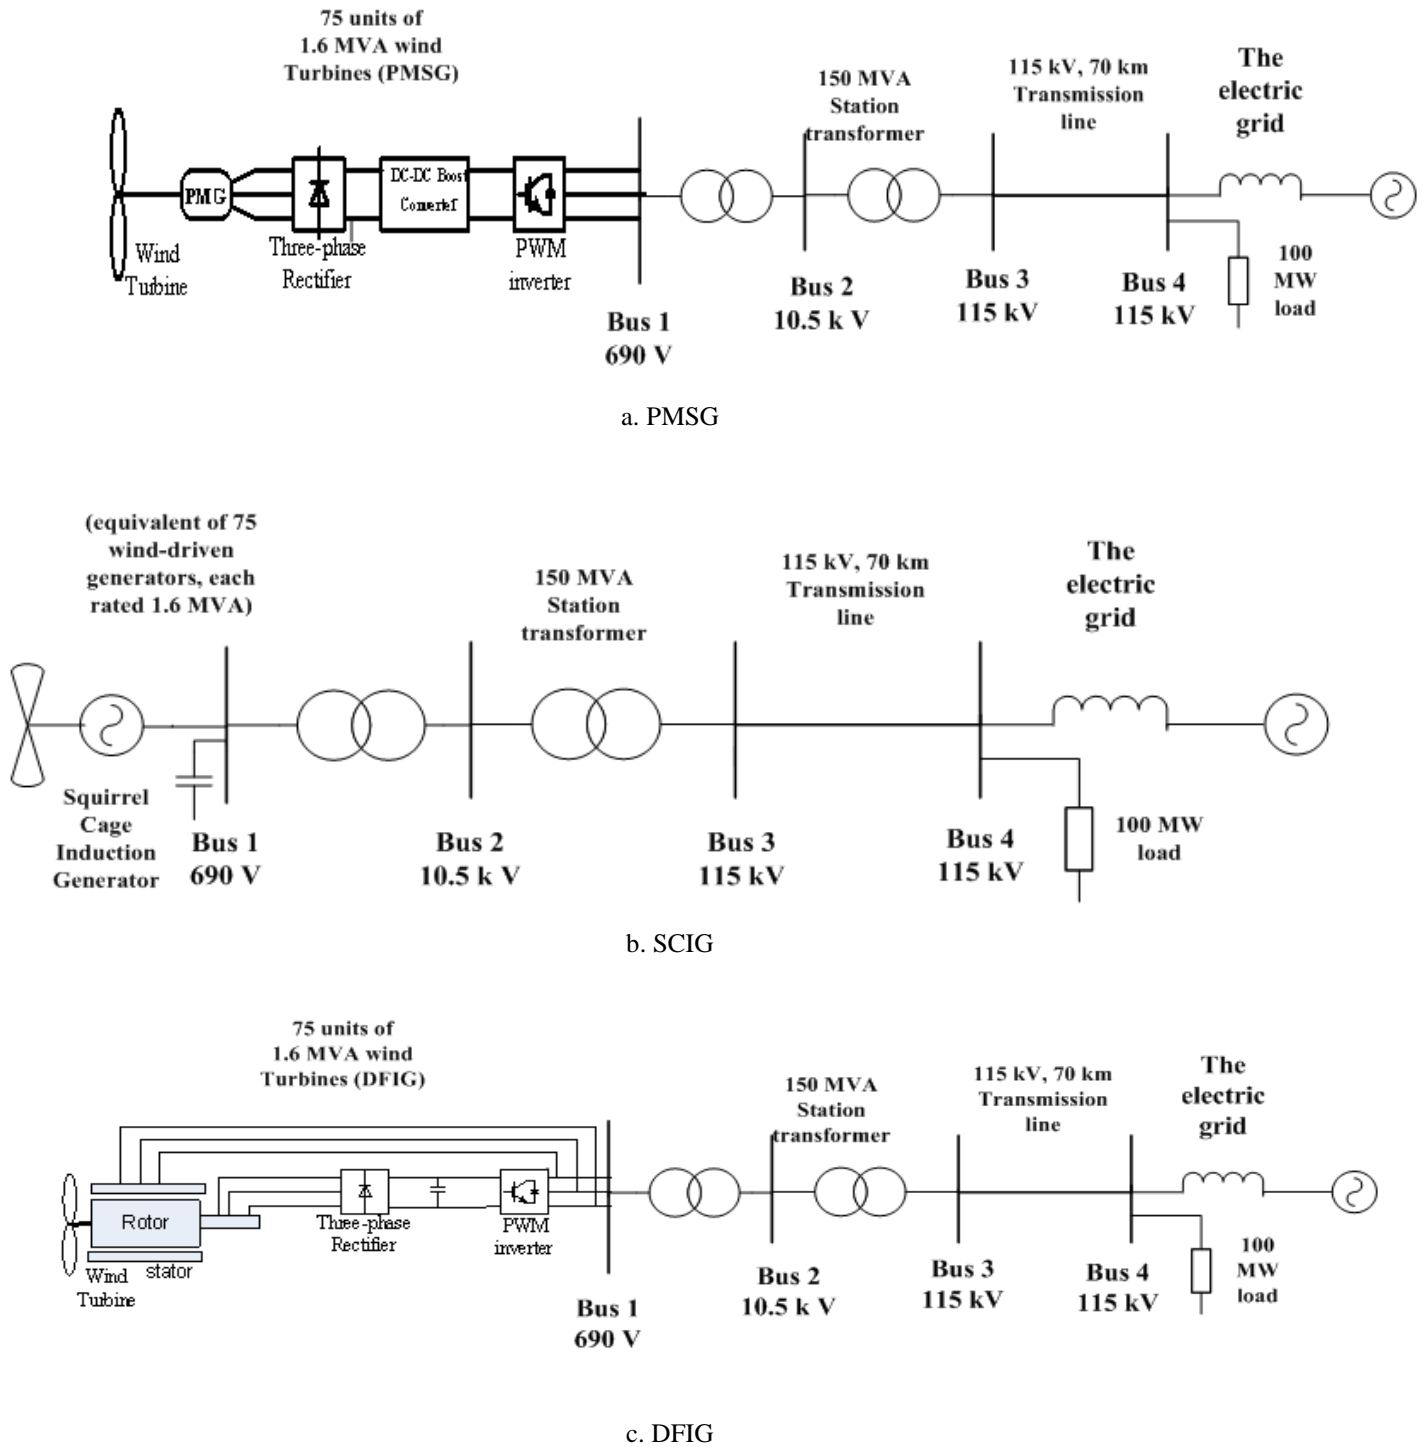 75 units of
1.6 MVA wind
Turbines (PMSG)
150 MVA
Station
transformer
115 kV, 70 km
Transmission
line
The
electric
grid
PMG
DC-DC Boost
Converter
Wind
Turbine
Three-phase
Rectifier
PWM
inverter
Bus 1
690 V
Bus 2
10.5 k V
Bus 3
115 kV
Bus 4
115 kV
100
MW
load
a. PMSG
(equivalent of 75
wind-driven
generators, each
rated 1.6 MVA)
150 MVA
Station
transformer
115 kV, 70 km
Transmission
line
The
electric
grid
Squirrel
Cage
Induction
Generator
Bus 1
690 V
Bus 2
10.5 k V
Bus 3
115 kV
Bus 4
115 kV
100 MW
load
b. SCIG
75 units of
1.6 MVA wind
Turbines (DFIG)
150 MVA
Station
transformer
115 kV, 70 km
Transmission
line
The
electric
grid
Rotor
stator
Wind
Turbine
Three-phase
Rectifier
PWM
inverter
Bus 1
690 V
Bus 2
10.5 k V
Bus 3
115 kV
Bus 4
115 kV
100
MW
load
c. DFIG